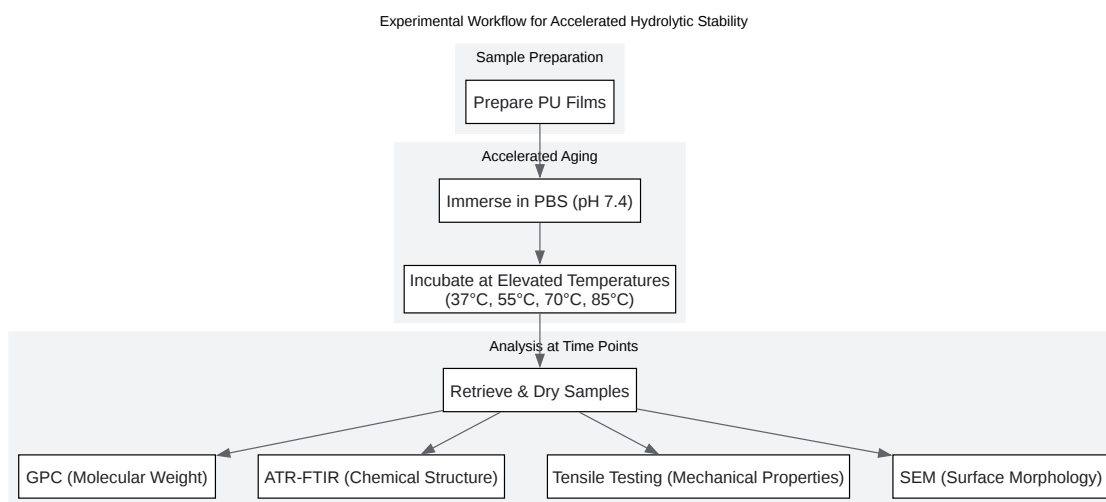 Experimental Workflow for Accelerated Hydrolytic Stability
Sample Preparation
Prepare PU Films
Accelerated Aging
Immerse in PBS (pH 7.4)
Incubate at Elevated Temperatures
(37°C, 55°C, 70°C, 85°C)
Analysis at Time Points
Retrieve & Dry Samples
GPC (Molecular Weight)
ATR-FTIR (Chemical Structure)
Tensile Testing (Mechanical Properties)
SEM (Surface Morphology)